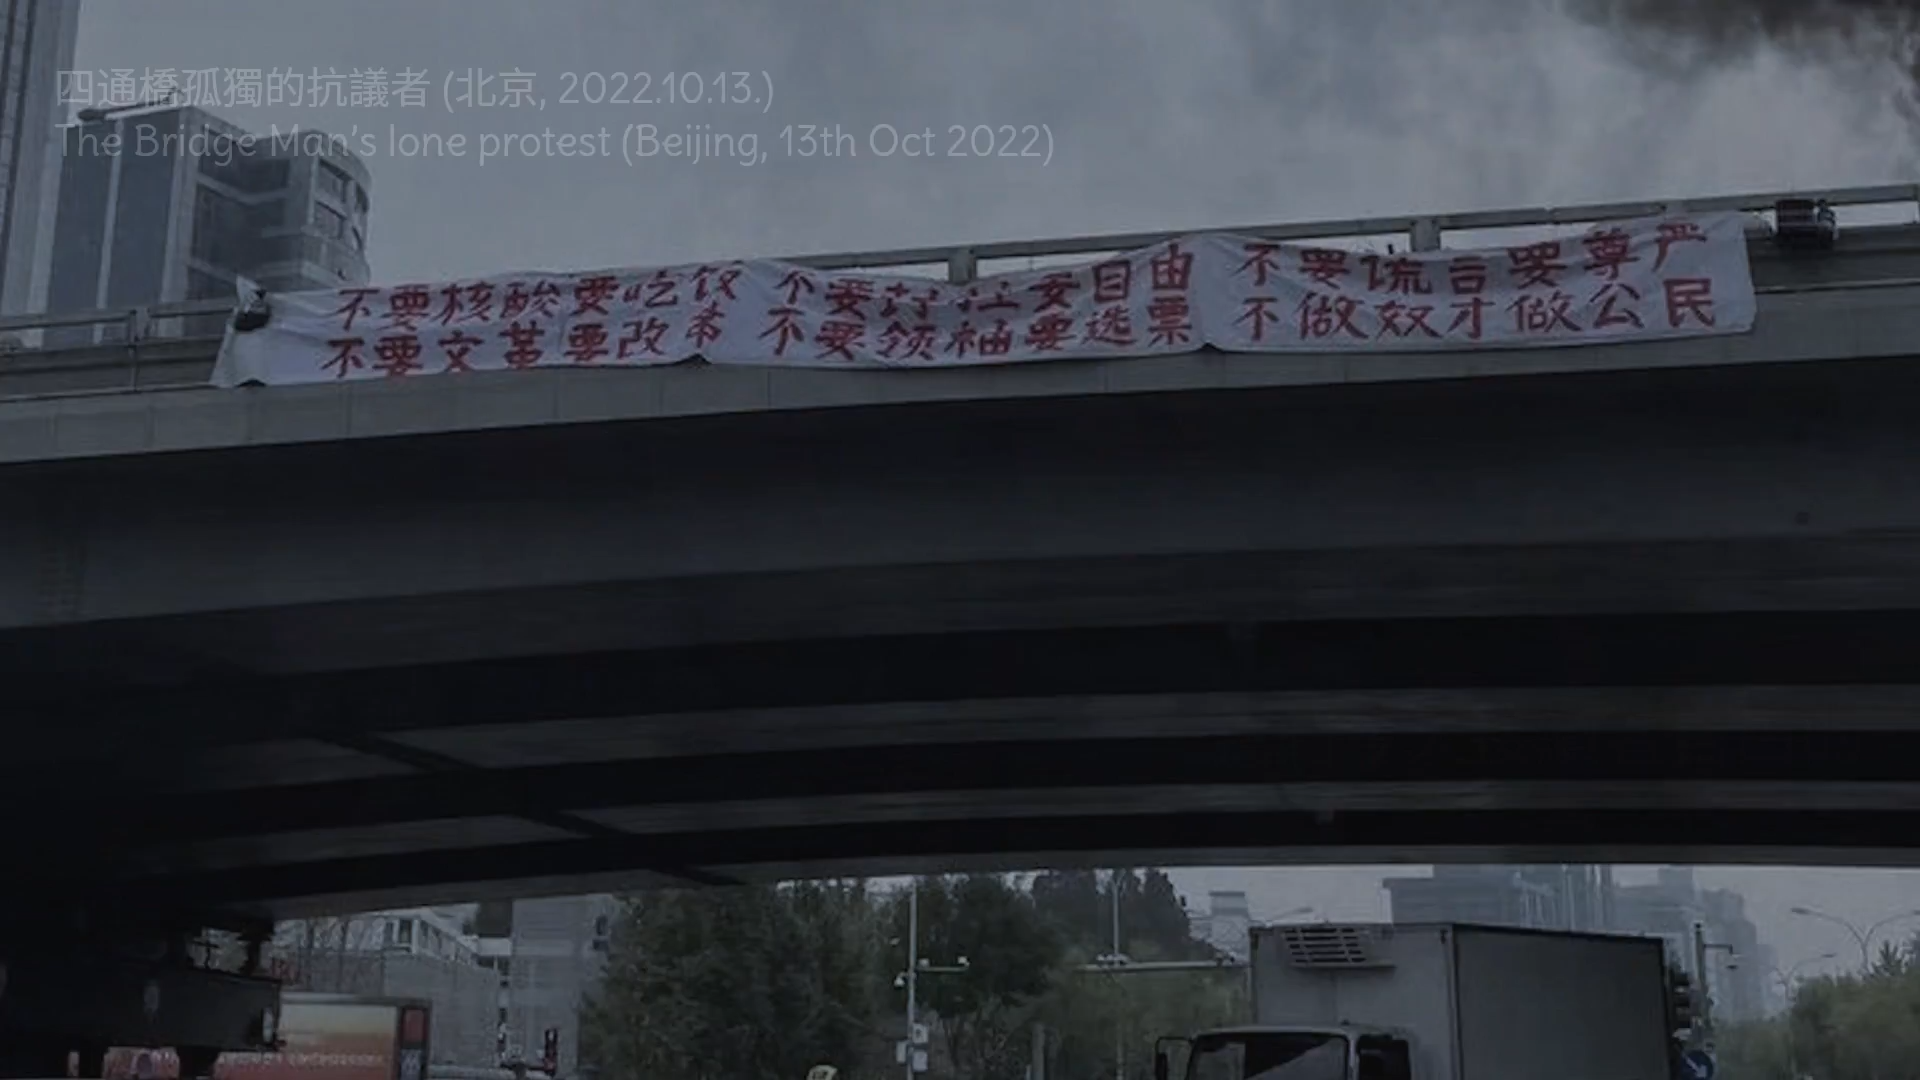 四通橋孤獨的抗議者 (北京, 2022.10.13.)
The Bridge Man's lone protest (Beijing, 13th Oct 2022)
不要核酸要吃饭 不要封 要自由 不要谎言要尊严
不要文革要改革 不要领袖要选票 不做奴才做公民